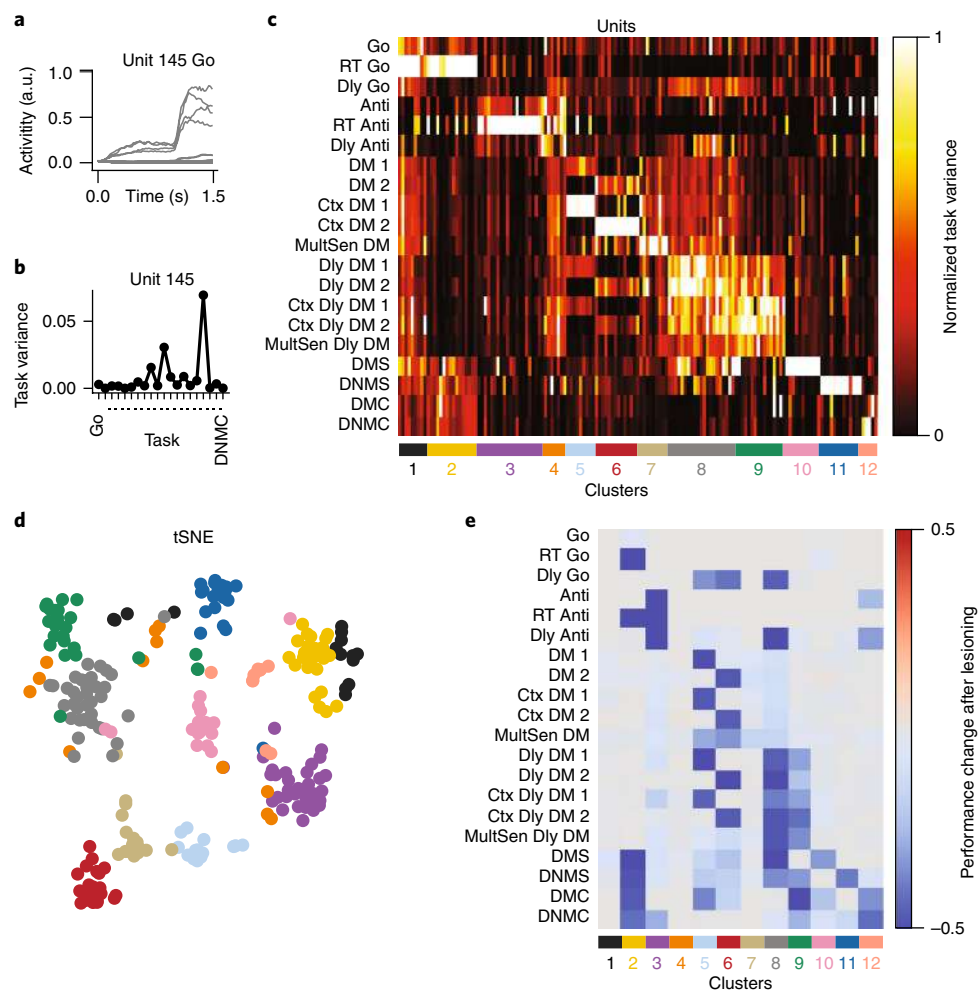 a
Unit 145 Go
Activitity (a.u.)
1.0
0.5
0.0
0.0
Time (s)
1.5
b
Unit 145
Task variance
0.05
0.00
Go
Task
DNMC
c
Units
Go
RT Go
Dly Go
Anti
RT Anti
Dly Anti
DM 1
DM 2
Ctx DM 1
Ctx DM 2
MultSen DM
Dly DM 1
Dly DM 2
Ctx Dly DM 1
Ctx Dly DM 2
MultSen Dly DM
DMS
DNMS
DMC
DNMC
1 2 3 4 5 6 7 8 9 10 11 12
Clusters
1
0
Normalized task variance
d
tSNE
e
Go
RT Go
Dly Go
Anti
RT Anti
Dly Anti
DM 1
DM 2
Ctx DM 1
Ctx DM 2
MultSen DM
Dly DM 1
Dly DM 2
Ctx Dly DM 1
Ctx Dly DM 2
MultSen Dly DM
DMS
DNMS
DMC
DNMC
1 2 3 4 5 6 7 8 9 10 11 12
Clusters
0.5
−0.5
Performance change after lesioning